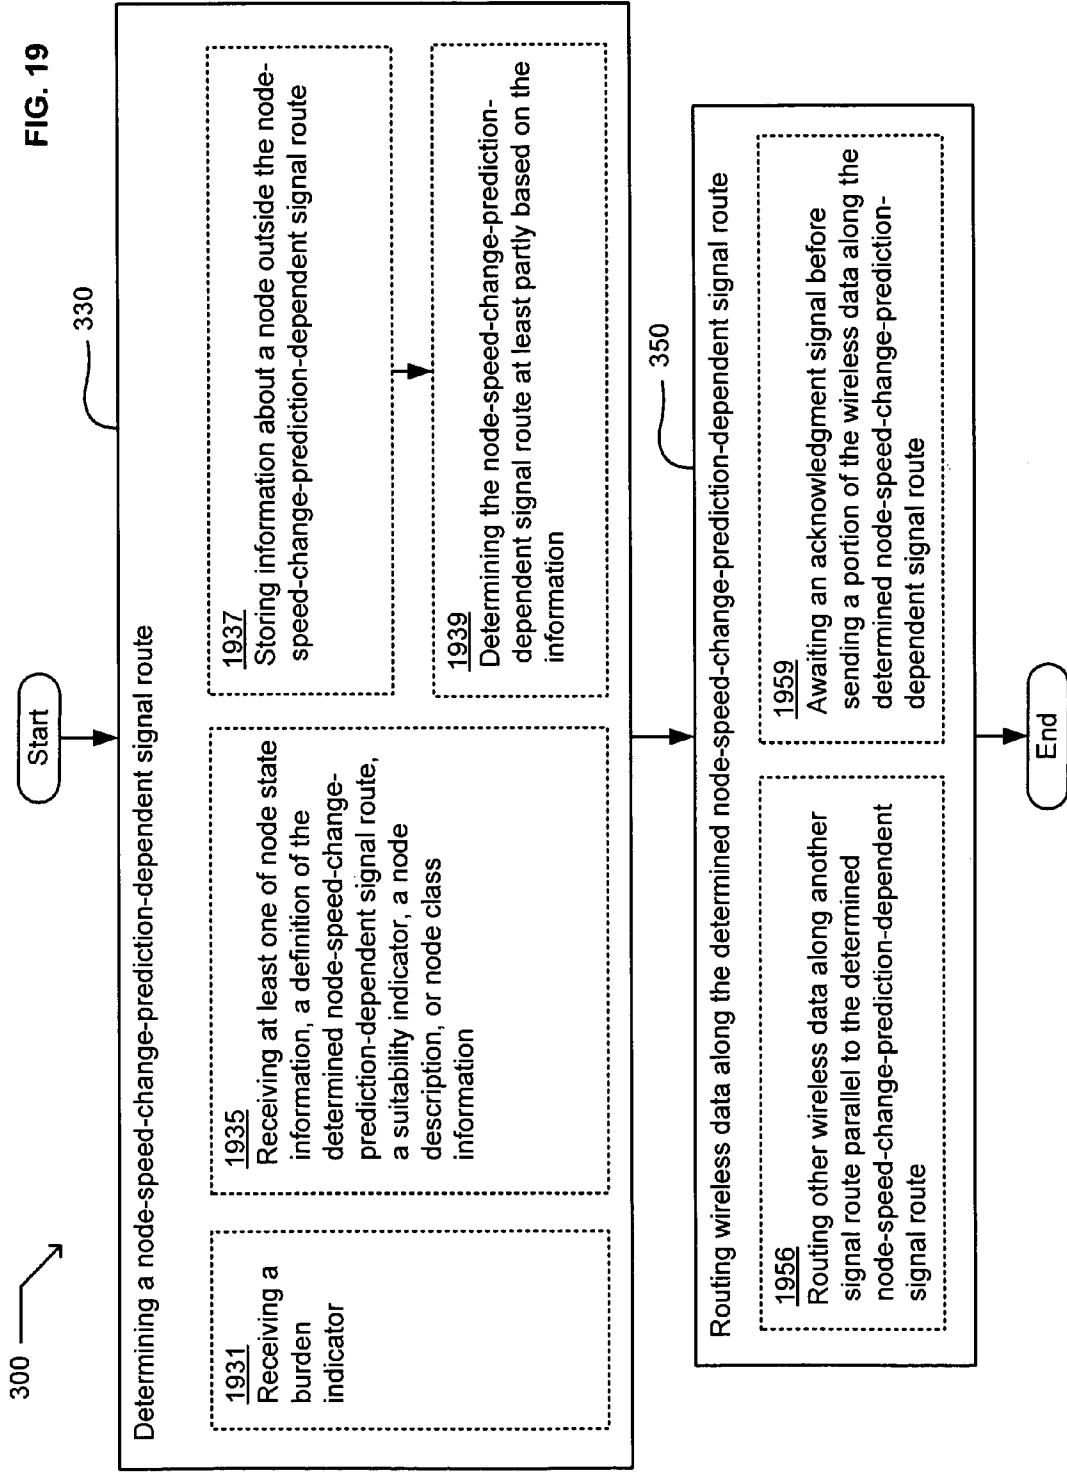 FIG. 19
300
Start
330
Determining a node-speed-change-prediction-dependent signal route
1931
Receiving a
burden
indicator
1935
Receiving at least one of node state
information, a definition of the
determined node-speed-change-
prediction-dependent signal route,
a suitability indicator, a node
description, or node class
information
1937
Storing information about a node outside the node-
speed-change-prediction-dependent signal route
1939
Determining the node-speed-change-prediction-
dependent signal route at least partly based on the
information
350
Routing wireless data along the determined node-speed-change-prediction-dependent signal route
1956
Routing other wireless data along another
signal route parallel to the determined
node-speed-change-prediction-dependent
signal route
1959
Awaiting an acknowledgment signal before
sending a portion of the wireless data along the
determined node-speed-change-prediction-
dependent signal route
End